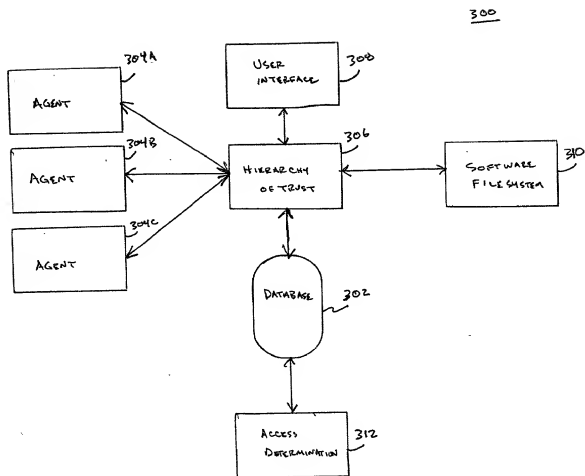 300
304A
AGENT
304B
AGENT
304C
AGENT
USER
INTERFACE
308
306
HIERARCHY
OF TRUST
SOFTWARE
FILESYSTEM
310
DATABASE
302
ACCESS
DETERMINATION
312